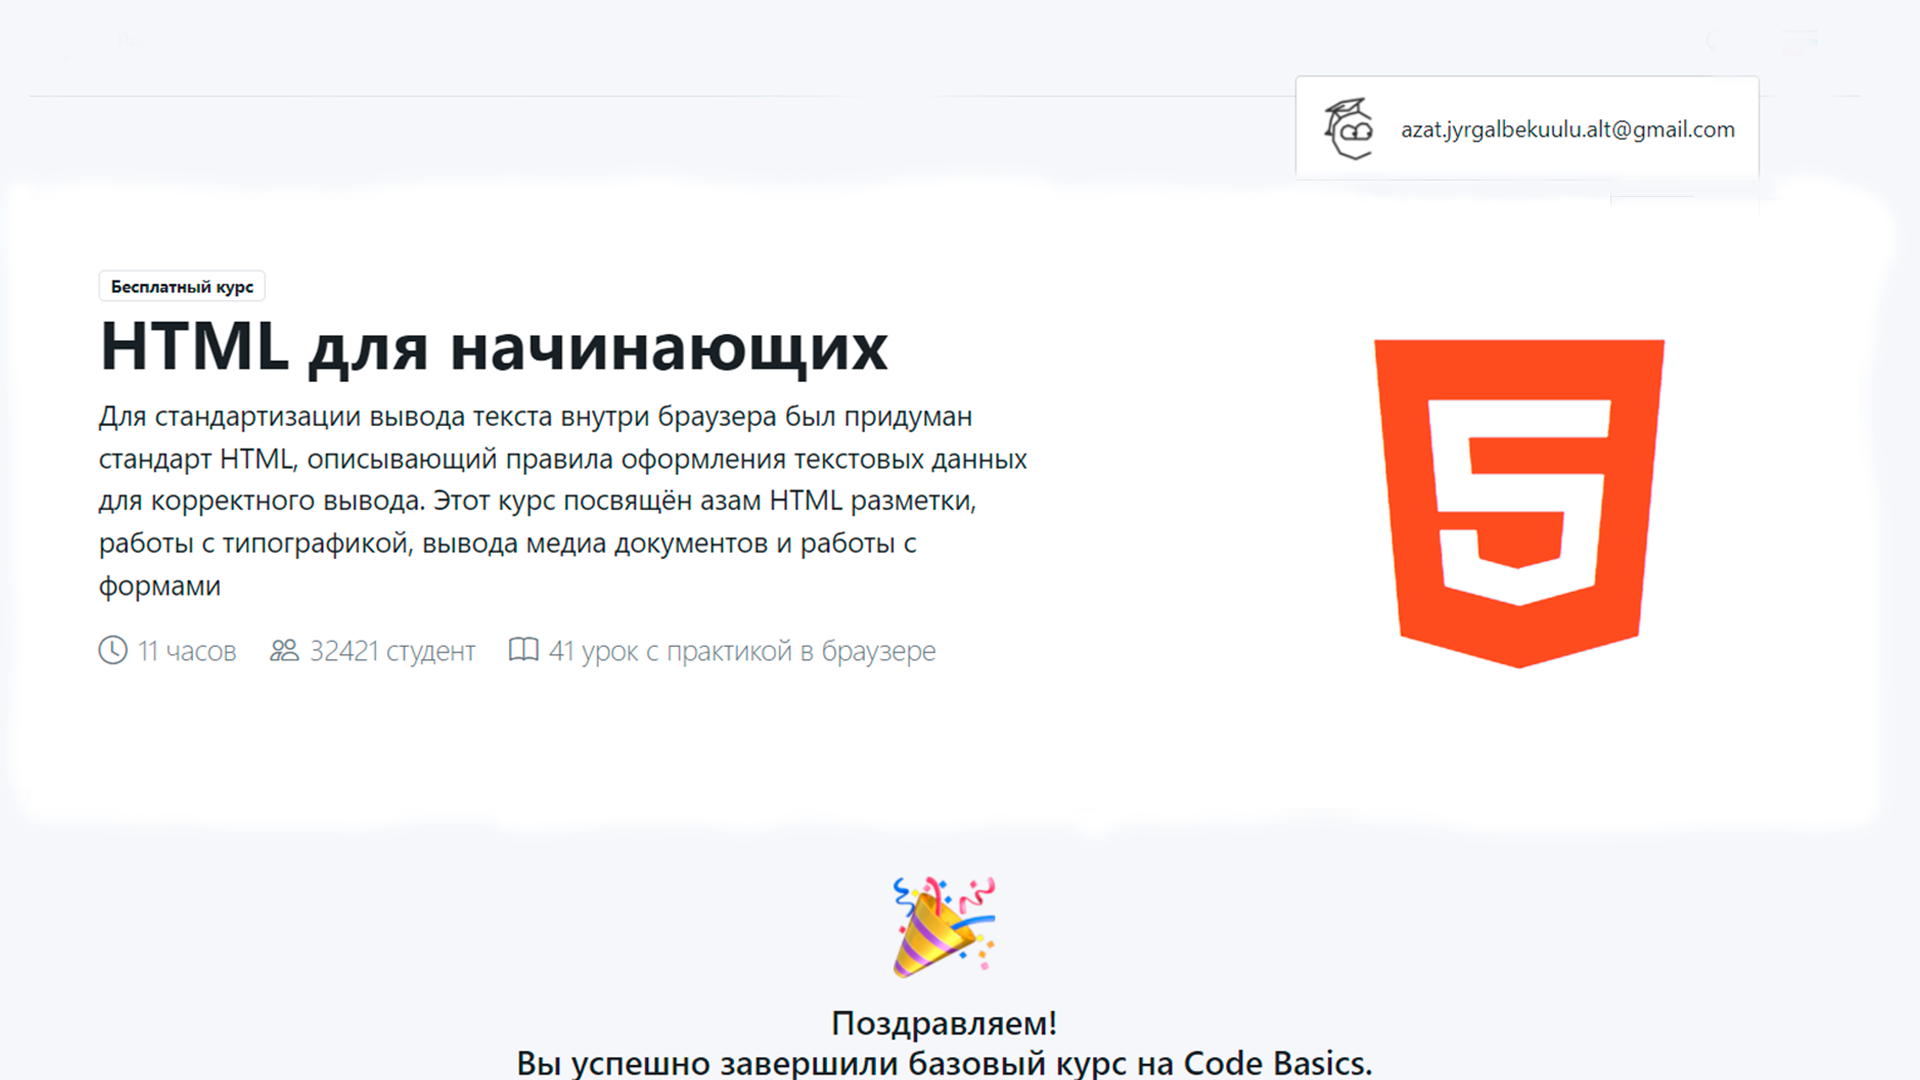 azat.jyrgalbekuulu.alt@gmail.com
Бесплатный курс
HTML для начинающих
Для стандартизации вывода текста внутри браузера был придуман
стандарт HTML, описывающий правила оформления текстовых данных
для корректного вывода. Этот курс посвящён азам HTML разметки,
работы с типографикой, вывода медиа документов и работы с
формами
11 часов 32421 студент 41 урок с практикой в браузере
Поздравляем!
Вы успешно завершили базовый курс на Code Basics.